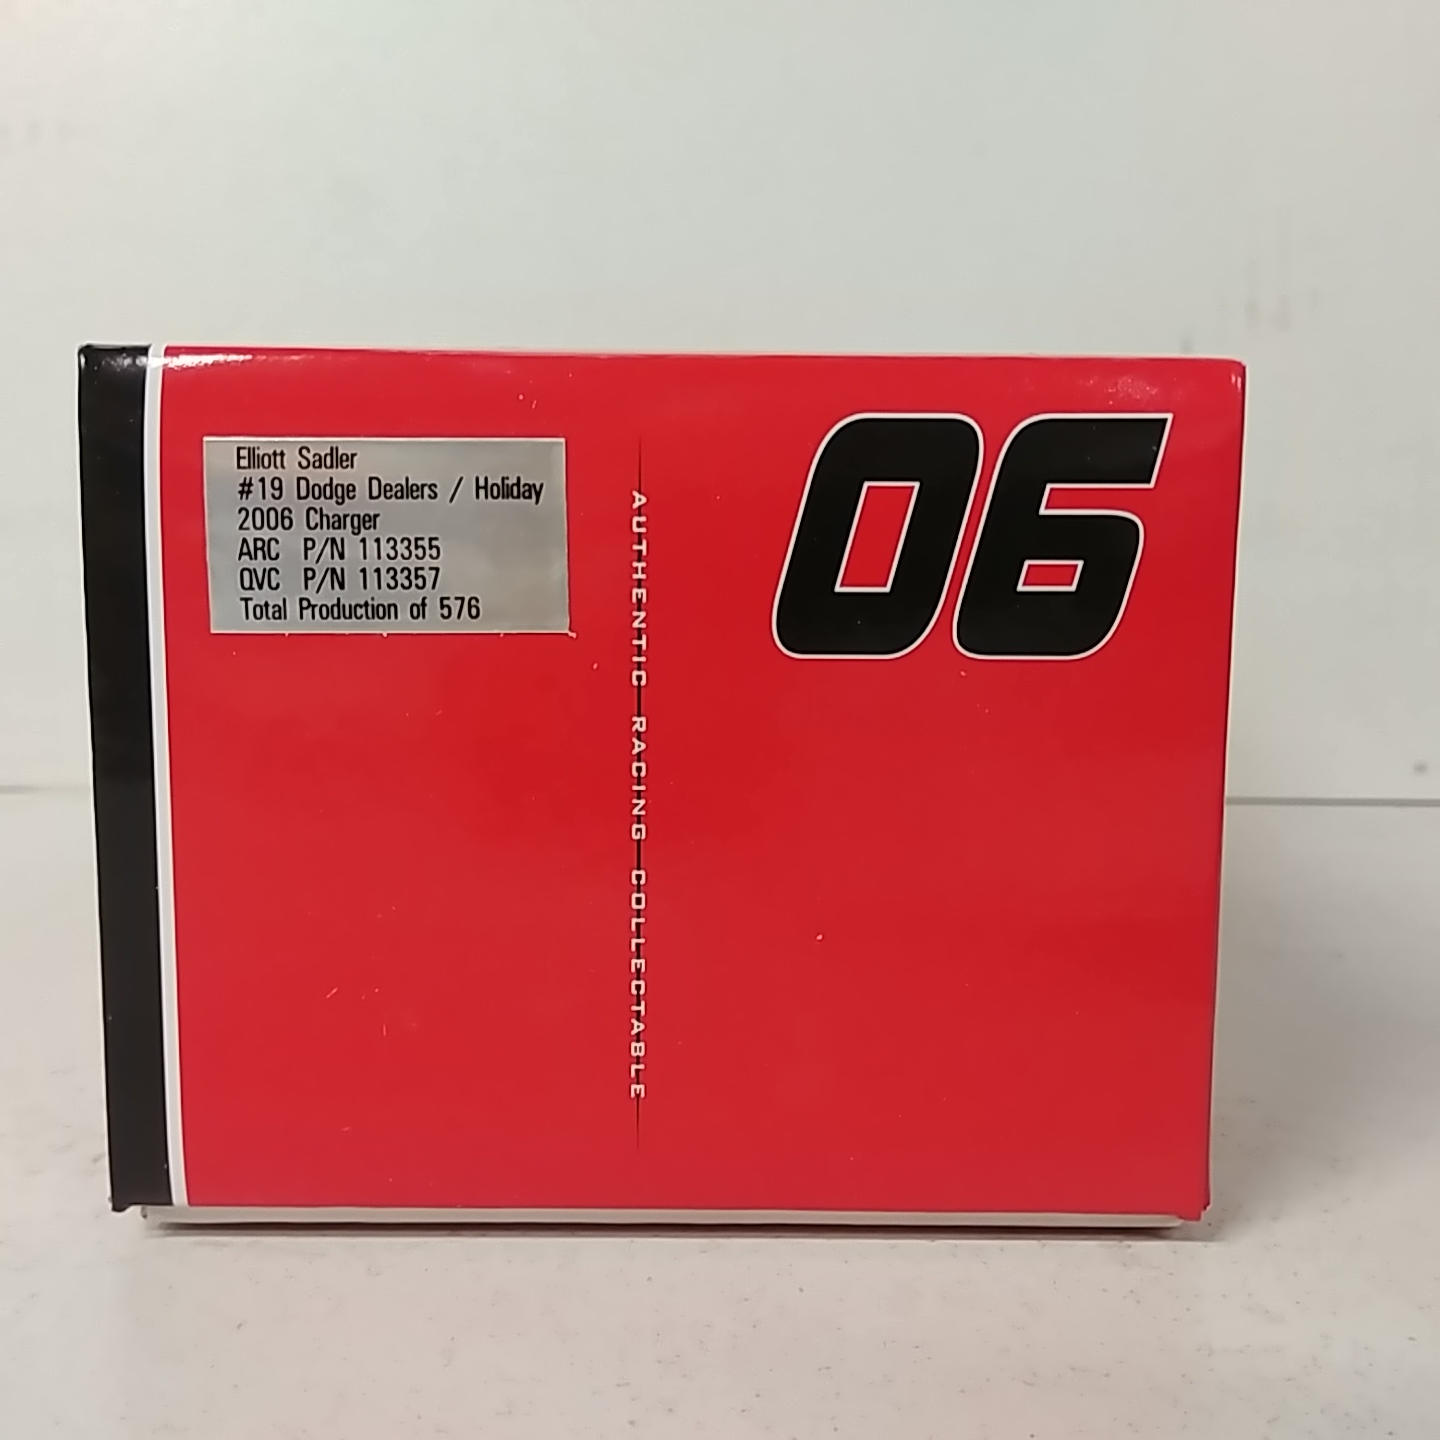 Elliott Sadler
#19 Dodge Dealers / Holiday
2006 Charger
ARC P/N 113355
QVC P/N 113357
Total Production of 576
AUTHENTIC RACING COLLECTABLE
06